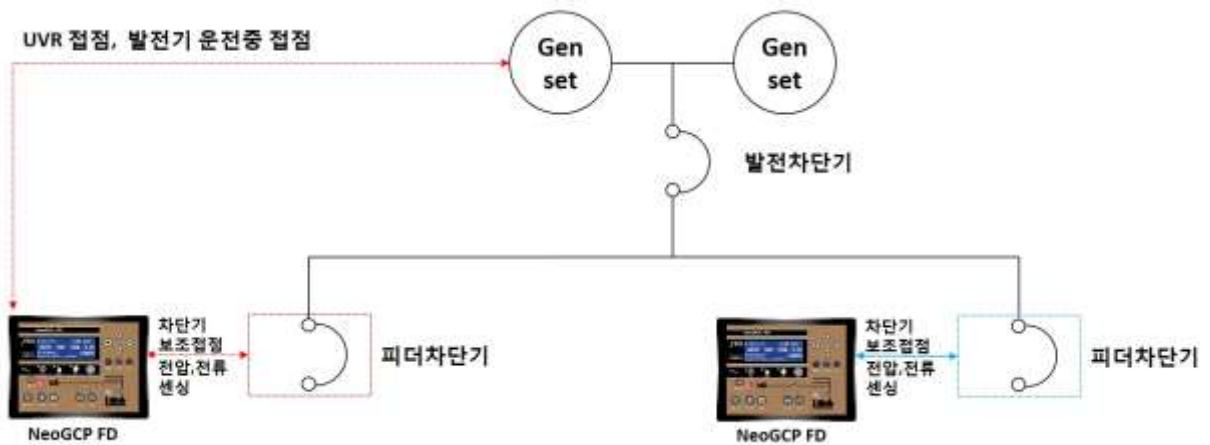 UVR 접점, 발전기 운전중 접점
Gen
set
Gen
set
발전차단기
차단기
보조접점
전압,전류
센싱
피더차단기
NeoGCP FD
차단기
보조접점
전압,전류
센싱
피더차단기
NeoGCP FD